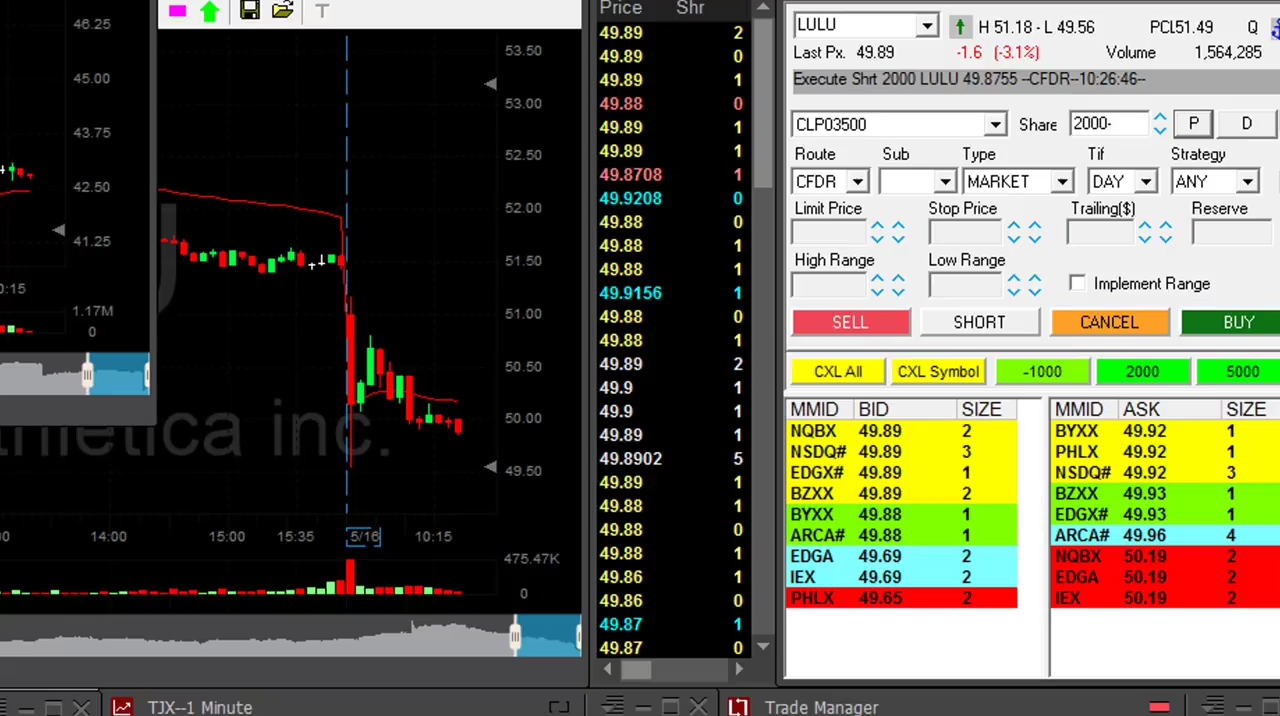 46.25
45.00
43.75
42.50
41.25
0:15
1.17M
0
T
53.50
53.00
52.50
52.00
51.50
51.00
50.50
50.00
49.50
thletica inc.
00
14:00
15:00
15:35
5/16
10:15
475.47K
0
Price Shr
49.89 2
49.89 0
49.89 1
49.88 0
49.89 1
49.89 1
49.8708 1
49.9208 0
49.88 0
49.88 1
49.88 1
49.9156 1
49.88 0
49.88 1
49.89 2
49.9 1
49.9 1
49.89 1
49.8902 5
49.89 1
49.88 1
49.88 0
49.88 1
49.86 1
49.86 0
49.87 1
49.87 0
LULU H 51.18 - L 49.56 PCL51.49 Q
Last Px. 49.89 -1.6 (-3.1%) Volume 1,564,285
Execute Shrt 2000 LULU 49.8755 --CFDR--10:26:46--
CLP03500 Share 2000- P D
Route Sub Type Tif Strategy
CFDR MARKET DAY ANY
Limit Price Stop Price Trailing($) Reserve
High Range Low Range
Implement Range
SELL SHORT CANCEL BUY
CXL All CXL Symbol -1000 2000 5000
MMID BID SIZE MMID ASK SIZE
NQBX 49.89 2 BYXX 49.92 1
NSDQ# 49.89 3 PHLX 49.92 1
EDGX# 49.89 1 NSDQ# 49.92 3
BZXX 49.89 2 BZXX 49.93 1
BYXX 49.88 1 EDGX# 49.93 1
ARCA# 49.88 1 ARCA# 49.96 4
EDGA 49.69 2 NQBX 50.19 2
IEX 49.69 2 EDGA 50.19 2
PHLX 49.65 2 IEX 50.19 2
TJX--1 Minute
Trade Manager